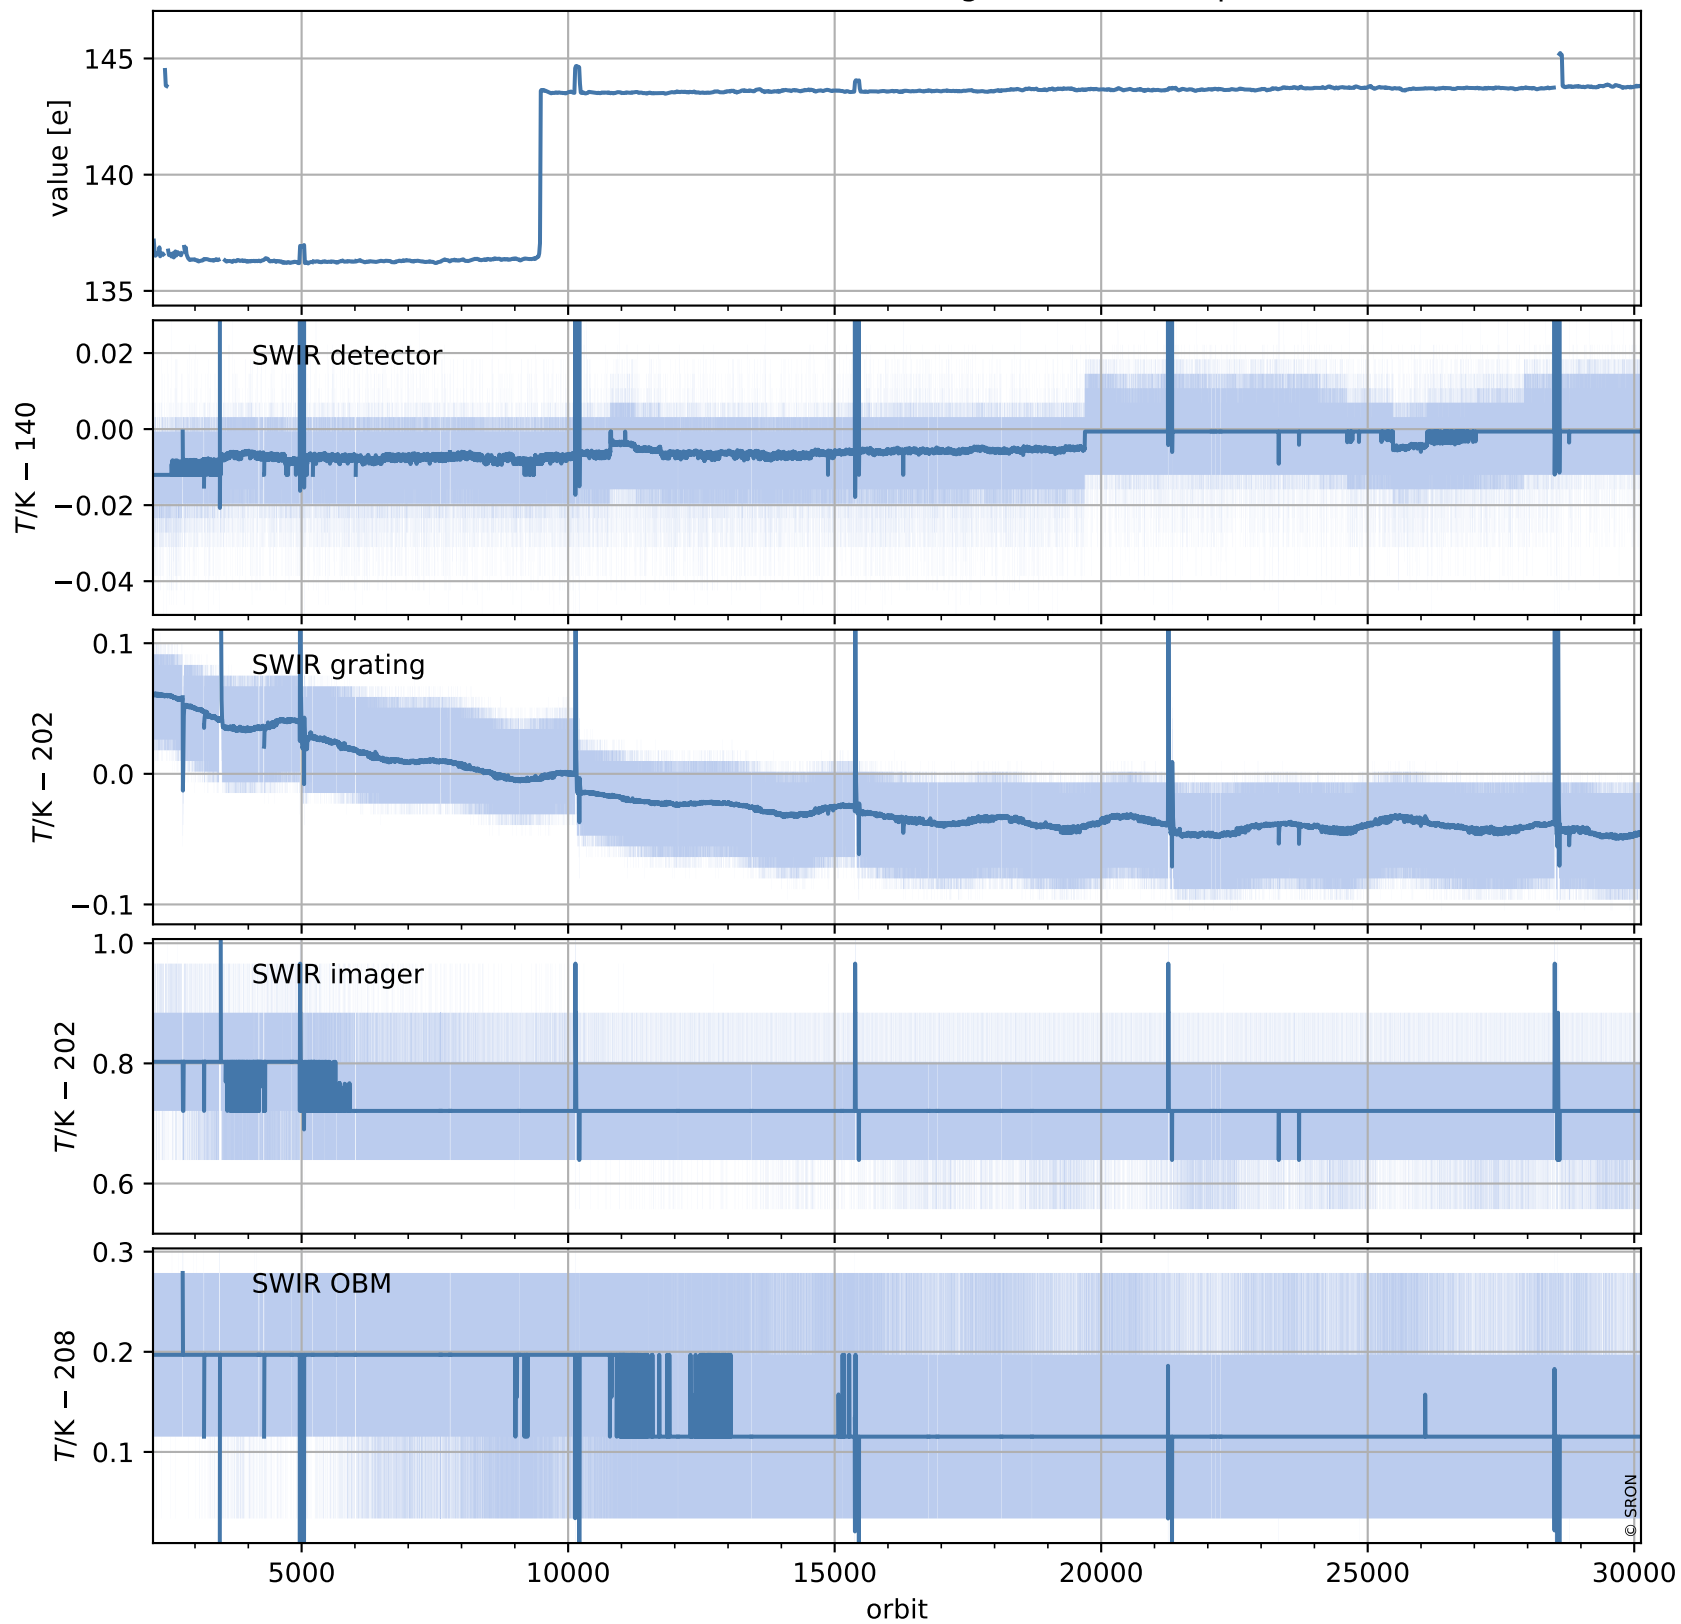 145
140
135
value [e]
SWIR detector
0.02
0.00
−0.02
−0.04
T/K − 140
SWIR grating
0.1
0.0
−0.1
T/K − 202
SWIR imager
1.0
0.8
0.6
T/K − 202
SWIR OBM
0.3
0.2
0.1
T/K − 208
© SRON
5000 10000 15000 20000 25000 30000
orbit